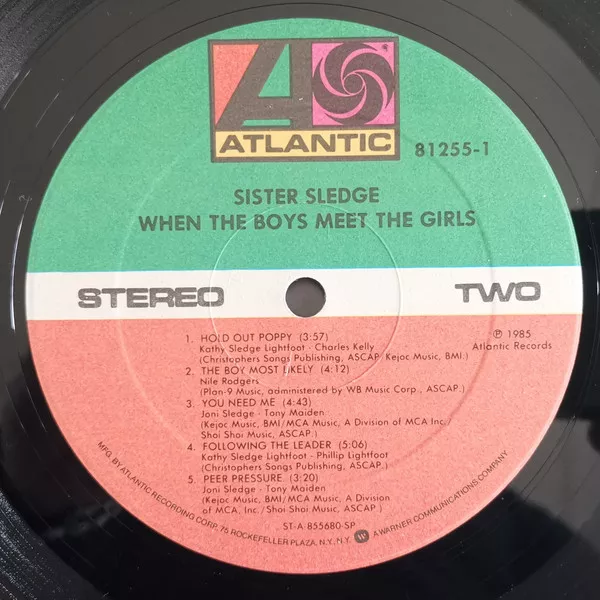 ATLANTIC
81255-1
SISTER SLEDGE
WHEN THE BOYS MEET THE GIRLS
STEREO
TWO
1. HOLD OUT POPPY (3:57)
Kathy Sledge Lightfoot - Charles Kelly
(Christophers Songs Publishing, ASCAP/Kejoc Music, BMI.)
2. THE BOY MOST LIKELY (4:12)
Nile Rodgers
(Plan-9 Music, administered by WB Music Corp., ASCAP.)
3. YOU NEED ME (4:43)
Joni Sledge - Tony Maiden
(Kejoc Music, BMI/MCA Music, A Division of MCA Inc./
Shoi Shoi Music, ASCAP.)
4. FOLLOWING THE LEADER (5:06)
Kathy Sledge Lightfoot - Phillip Lightfoot
(Christophers Songs Publishing, ASCAP.)
5. PEER PRESSURE (3:20)
Joni Sledge - Tony Maiden
(Kejoc Music, BMI/MCA Music, A Division
of MCA, Inc./Shoi Shoi Music, ASCAP.)
℗ 1985
Atlantic Records
ST-A-855680-SP
MFG. BY ATLANTIC RECORDING CORP., 75 ROCKEFELLER PLAZA, N.Y., N.Y. A WARNER COMMUNICATIONS COMPANY